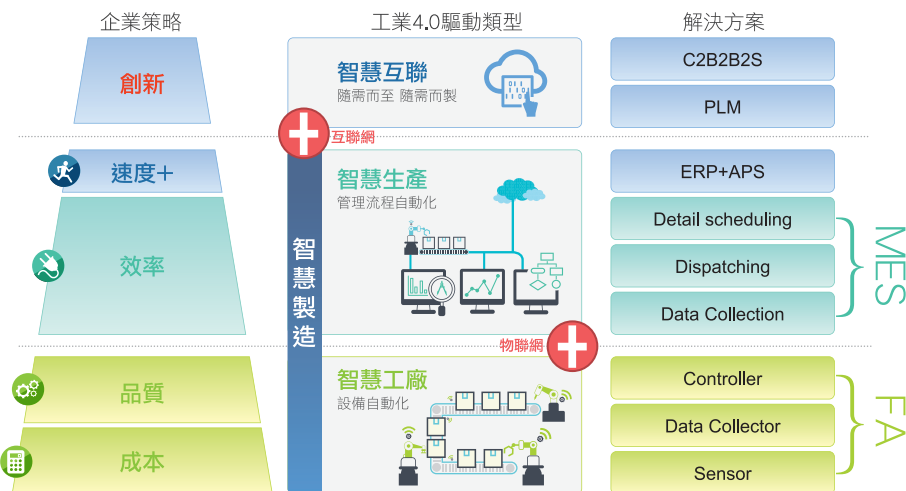 企業策略
工業4.0驅動類型
解決方案
創新
智慧互聯
隨需而至 隨需而製
C2B2B2S
PLM
互聯網
速度+
智慧生產
管理流程自動化
ERP+APS
效率
Detail scheduling
Dispatching
Data Collection
MES
智慧製造
物聯網
品質
智慧工廠
設備自動化
Controller
Data Collector
成本
Sensor
FA